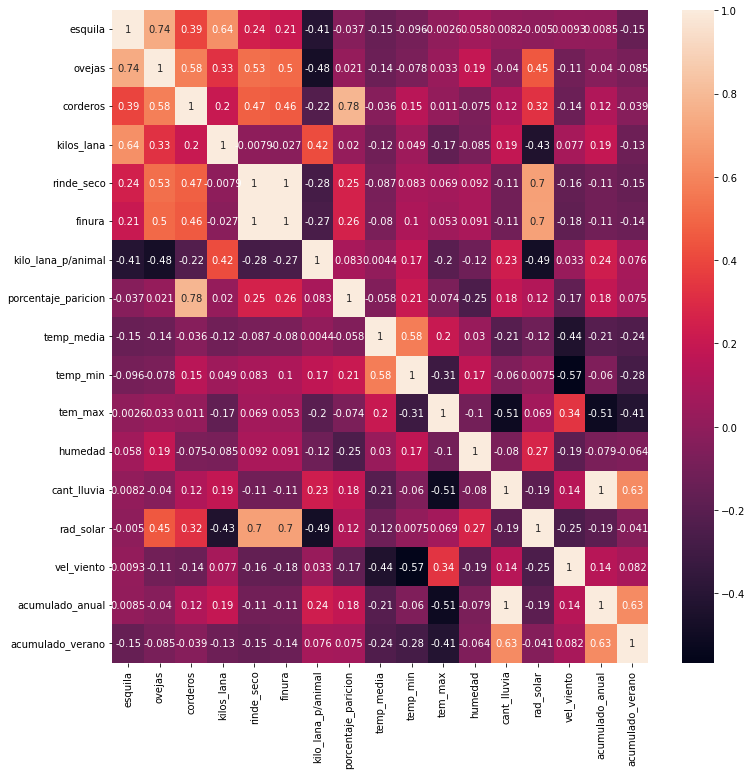 esquila 1 0.74 0.39 0.64 0.24 0.21 -0.41 -0.037 -0.15 -0.096 -0.0026 0.058 0.0082 -0.005 0.0093 0.0085 -0.15
ovejas 0.74 1 0.58 0.33 0.53 0.5 -0.48 0.021 -0.14 -0.078 0.033 0.19 -0.04 0.45 -0.11 -0.04 -0.085
corderos 0.39 0.58 1 0.2 0.47 0.46 -0.22 0.78 -0.036 0.15 0.011 -0.075 0.12 0.32 -0.14 0.12 -0.039
kilos_lana 0.64 0.33 0.2 1 -0.0079 -0.027 0.42 0.02 -0.12 0.049 -0.17 -0.085 0.19 -0.43 0.077 0.19 -0.13
rinde_seco 0.24 0.53 0.47 -0.0079 1 1 -0.28 0.25 -0.087 0.083 0.069 0.092 -0.11 0.7 -0.16 -0.11 -0.15
finura 0.21 0.5 0.46 -0.027 1 1 -0.27 0.26 -0.08 0.1 0.053 0.091 -0.11 0.7 -0.18 -0.11 -0.14
kilo_lana_p/animal -0.41 -0.48 -0.22 0.42 -0.28 -0.27 1 0.083 0.0044 0.17 -0.2 -0.12 0.23 -0.49 0.033 0.24 0.076
porcentaje_paricion -0.037 0.021 0.78 0.02 0.25 0.26 0.083 1 -0.058 0.21 -0.074 -0.25 0.18 0.12 -0.17 0.18 0.075
temp_media -0.15 -0.14 -0.036 -0.12 -0.087 -0.08 0.0044 -0.058 1 0.58 0.2 0.03 -0.21 -0.12 -0.44 -0.21 -0.24
temp_min -0.096 -0.078 0.15 0.049 0.083 0.1 0.17 0.21 0.58 1 -0.31 0.17 -0.06 0.0075 -0.57 -0.06 -0.28
tem_max -0.0026 0.033 0.011 -0.17 0.069 0.053 -0.2 -0.074 0.2 -0.31 1 -0.1 -0.51 0.069 0.34 -0.51 -0.41
humedad 0.058 0.19 -0.075 -0.085 0.092 0.091 -0.12 -0.25 0.03 0.17 -0.1 1 -0.08 0.27 -0.19 -0.079 -0.064
cant_lluvia 0.0082 -0.04 0.12 0.19 -0.11 -0.11 0.23 0.18 -0.21 -0.06 -0.51 -0.08 1 -0.19 0.14 1 0.63
rad_solar -0.005 0.45 0.32 -0.43 0.7 0.7 -0.49 0.12 -0.12 0.0075 0.069 0.27 -0.19 1 -0.25 -0.19 -0.041
vel_viento 0.0093 -0.11 -0.14 0.077 -0.16 -0.18 0.033 -0.17 -0.44 -0.57 0.34 -0.19 0.14 -0.25 1 0.14 0.082
acumulado_anual 0.0085 -0.04 0.12 0.19 -0.11 -0.11 0.24 0.18 -0.21 -0.06 -0.51 -0.079 1 -0.19 0.14 1 0.63
acumulado_verano -0.15 -0.085 -0.039 -0.13 -0.15 -0.14 0.076 0.075 -0.24 -0.28 -0.41 -0.064 0.63 -0.041 0.082 0.63 1
esquila
ovejas
corderos
kilos_lana
rinde_seco
finura
kilo_lana_p/animal
porcentaje_paricion
temp_media
temp_min
tem_max
humedad
cant_lluvia
rad_solar
vel_viento
acumulado_anual
acumulado_verano
1.0
0.8
0.6
0.4
0.2
0.0
−0.2
−0.4